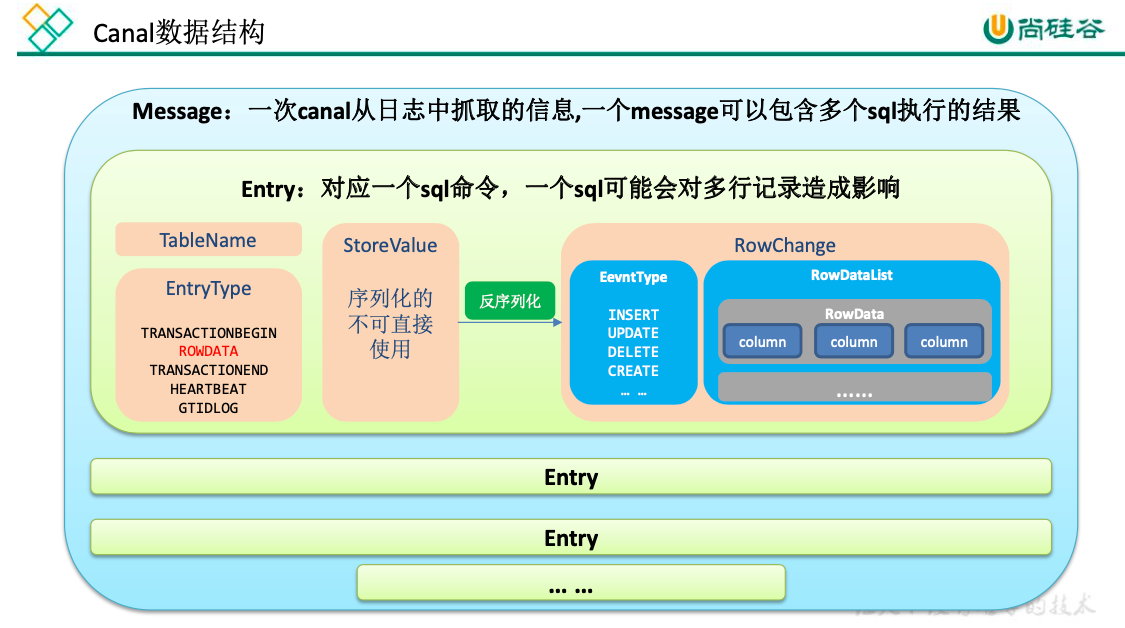 Canal数据结构
尚硅谷
Message：一次canal从日志中抓取的信息,一个message可以包含多个sql执行的结果
Entry：对应一个sql命令，一个sql可能会对多行记录造成影响
TableName
EntryType
TRANSACTIONBEGIN
ROWDATA
TRANSACTIONEND
HEARTBEAT
GTIDLOG
StoreValue
序列化的
不可直接
使用
反序列化
RowChange
EevntType
INSERT
UPDATE
DELETE
CREATE
… …
RowDataList
RowData
column
column
column
……
Entry
Entry
… …
的技术